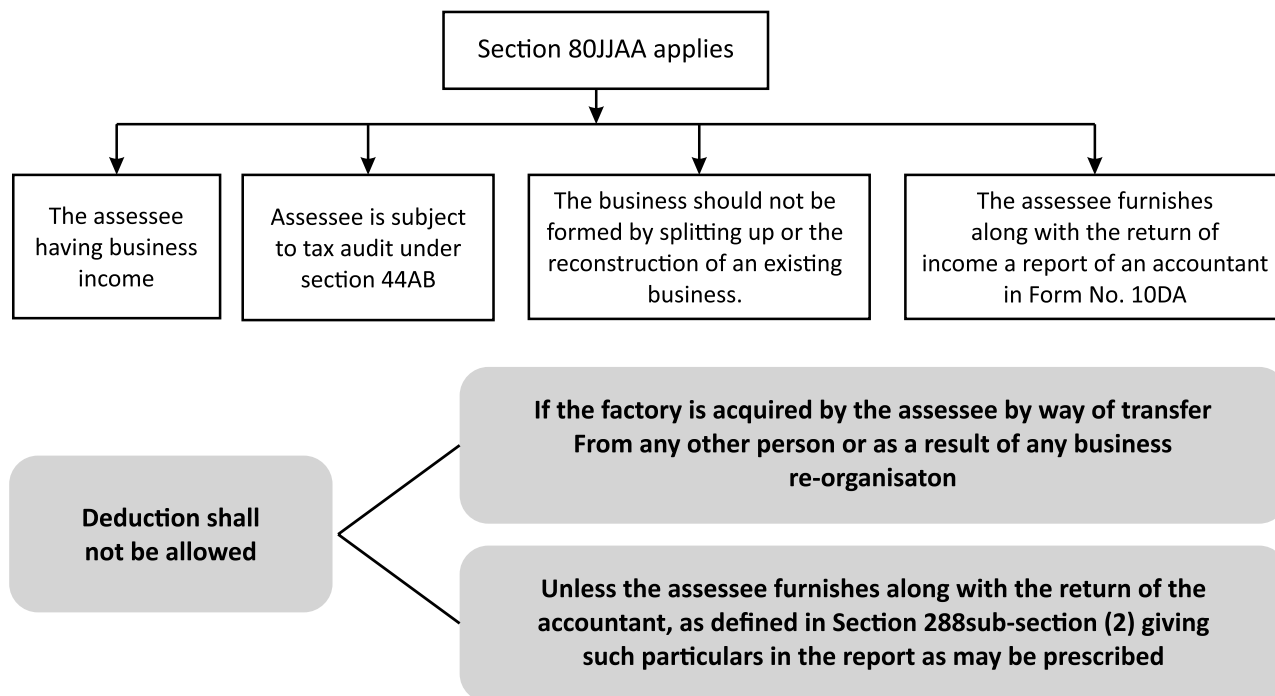 Section 80JJAA applies
The assessee
having business
income
Assessee is subject
to tax audit under
section 44AB
The business should not be
formed by splitting up or the
reconstruction of an existing
business.
The assessee furnishes
along with the return of
income a report of an accountant
in Form No. 10DA
Deduction shall
not be allowed
If the factory is acquired by the assessee by way of transfer
From any other person or as a result of any business
re-organisaton
Unless the assessee furnishes along with the return of the
accountant, as defined in Section 288sub-section (2) giving
such particulars in the report as may be prescribed